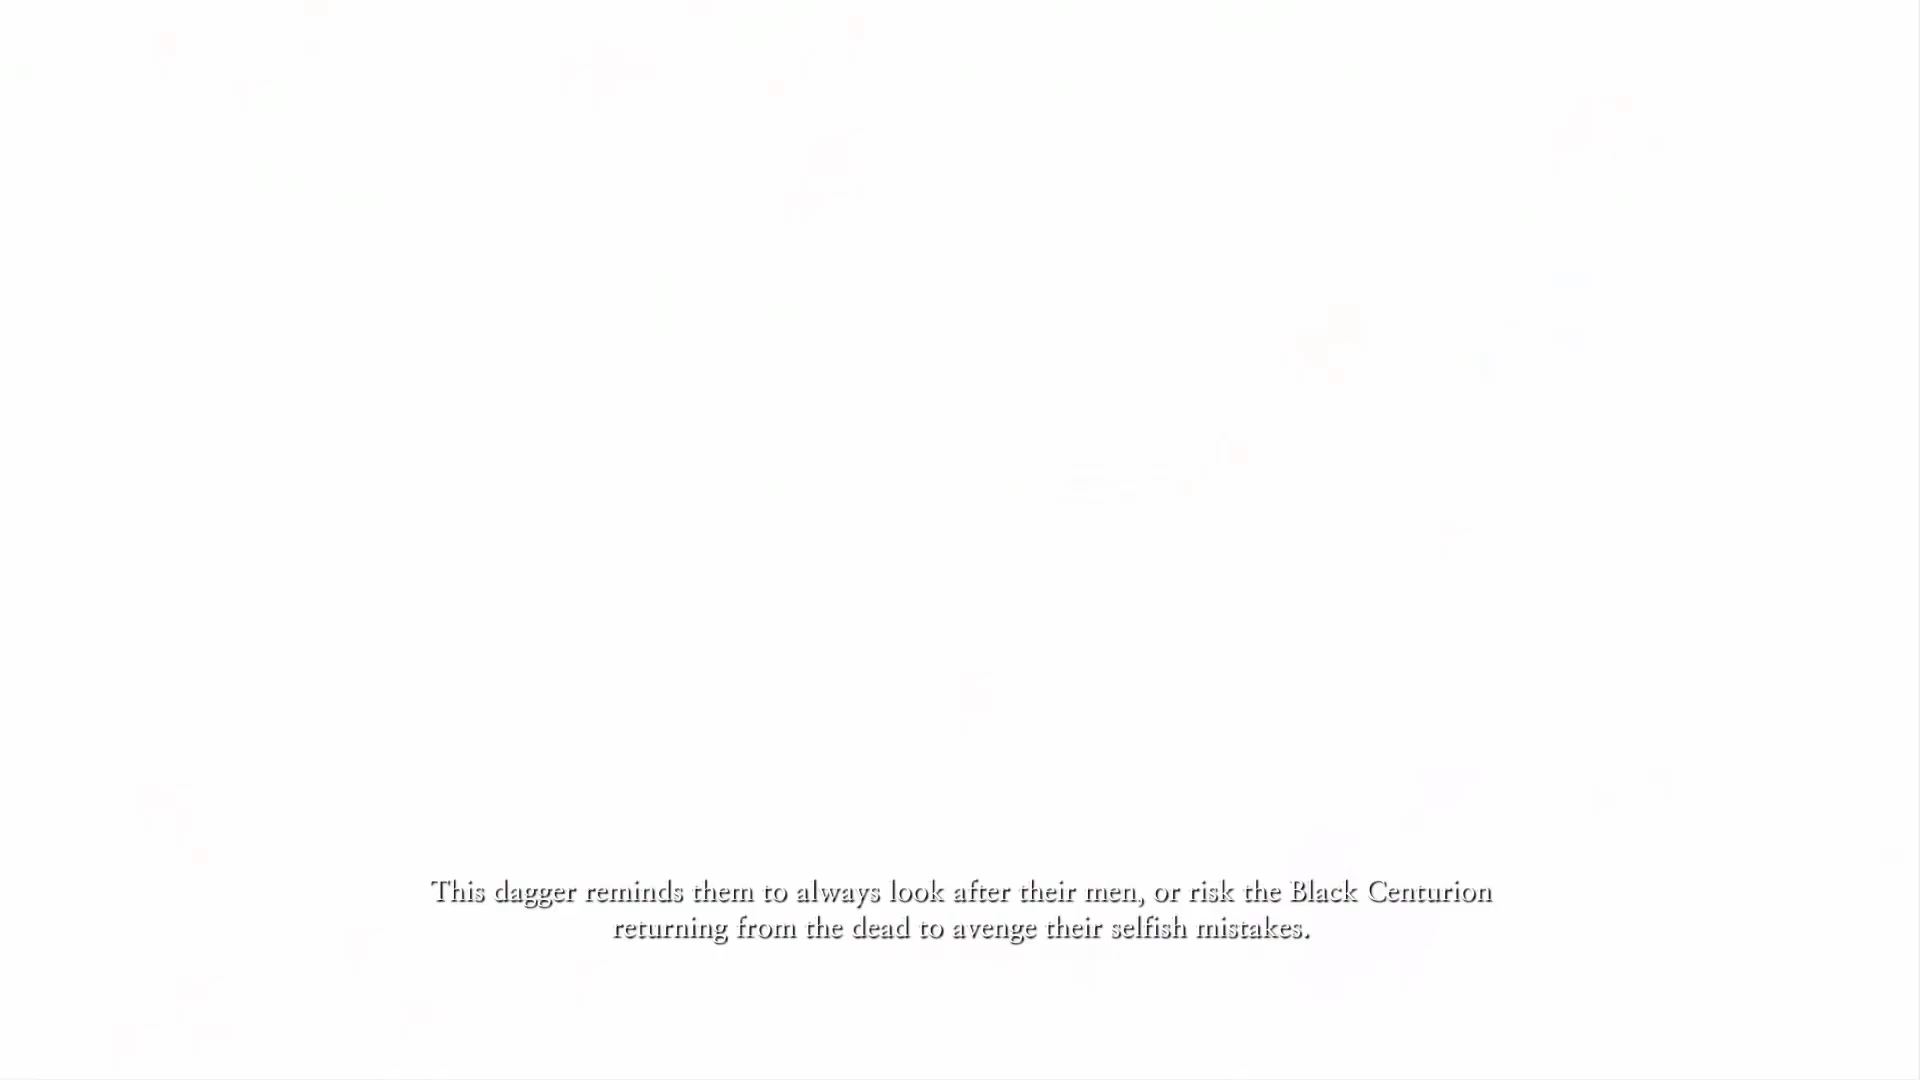 This dagger reminds them to always look after their men, or risk the Black Centurion
returning from the dead to avenge their selfish mistakes.